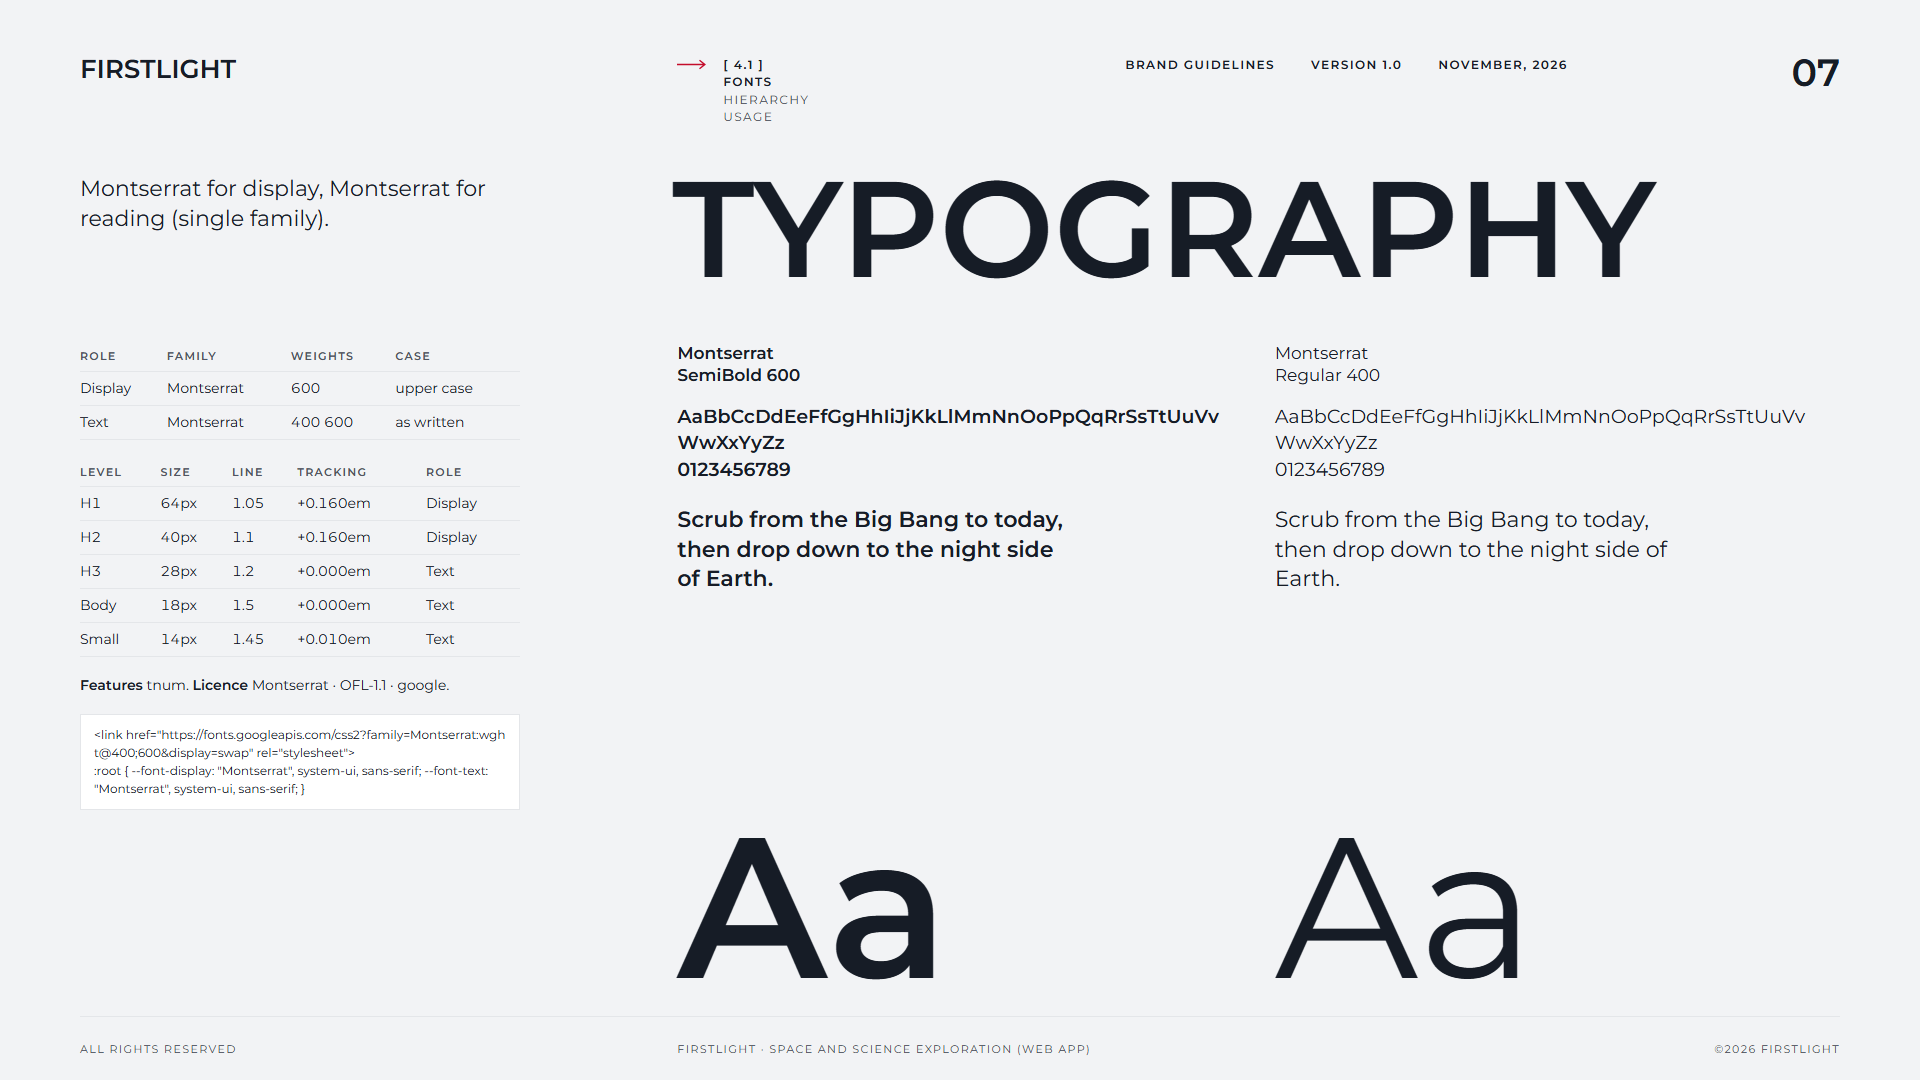 FIRSTLIGHT
[ 4.1 ]
FONTS
HIERARCHY
USAGE
BRAND GUIDELINES VERSION 1.0 NOVEMBER, 2026
07
Montserrat for display, Montserrat for
reading (single family).
TYPOGRAPHY
ROLE FAMILY WEIGHTS CASE
Display Montserrat 600 upper case
Text Montserrat 400 600 as written
LEVEL SIZE LINE TRACKING ROLE
H1 64px 1.05 +0.160em Display
H2 40px 1.1 +0.160em Display
H3 28px 1.2 +0.000em Text
Body 18px 1.5 +0.000em Text
Small 14px 1.45 +0.010em Text
Features tnum. Licence Montserrat · OFL-1.1 · google.
<link href="https://fonts.googleapis.com/css2?family=Montserrat:wgh
t@400;600&display=swap" rel="stylesheet">
:root { --font-display: "Montserrat", system-ui, sans-serif; --font-text:
"Montserrat", system-ui, sans-serif; }
Montserrat
SemiBold 600
AaBbCcDdEeFfGgHhIiJjKkLlMmNnOoPpQqRrSsTtUuVv
WwXxYyZz
0123456789
Scrub from the Big Bang to today,
then drop down to the night side
of Earth.
Aa
Montserrat
Regular 400
AaBbCcDdEeFfGgHhIiJjKkLlMmNnOoPpQqRrSsTtUuVv
WwXxYyZz
0123456789
Scrub from the Big Bang to today,
then drop down to the night side of
Earth.
Aa
ALL RIGHTS RESERVED
FIRSTLIGHT · SPACE AND SCIENCE EXPLORATION (WEB APP)
©2026 FIRSTLIGHT